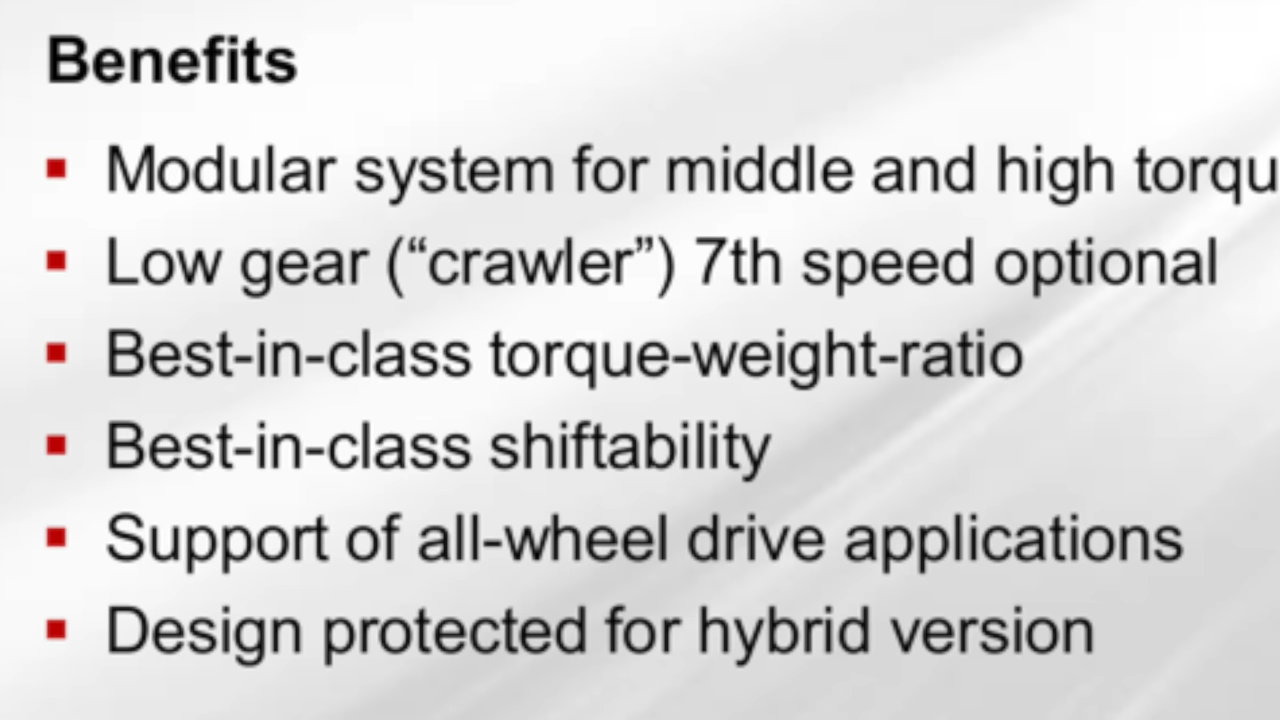 Benefits
Modular system for middle and high torqu
Low gear (“crawler”) 7th speed optional
Best-in-class torque-weight-ratio
Best-in-class shiftability
Support of all-wheel drive applications
Design protected for hybrid version